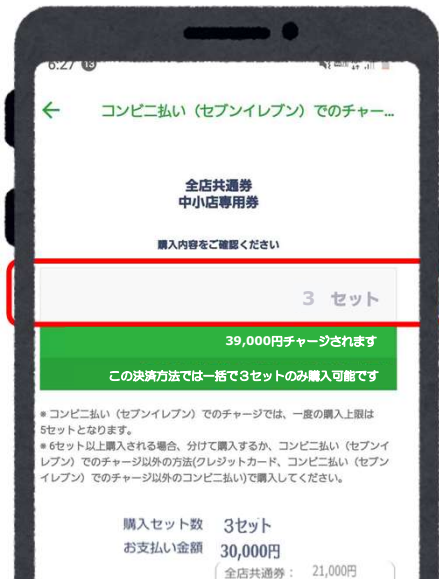 6:27
コンビニ払い（セブンイレブン）でのチャー...
全店共通券
中小店専用券
購入内容をご確認ください
3 セット
39,000円チャージされます
この決済方法では一括で3セットのみ購入可能です
※コンビニ払い（セブンイレブン）でのチャージでは、一度の購入上限は
5セットとなります。
※6セット以上購入される場合、分けて購入するか、コンビニ払い（セブンイ
レブン）でのチャージ以外の方法(クレジットカード、コンビニ払い（セブン
イレブン）でのチャージ以外のコンビニ払い)で購入してください。
購入セット数 3セット
お支払い金額 30,000円
全店共通券： 21,000円